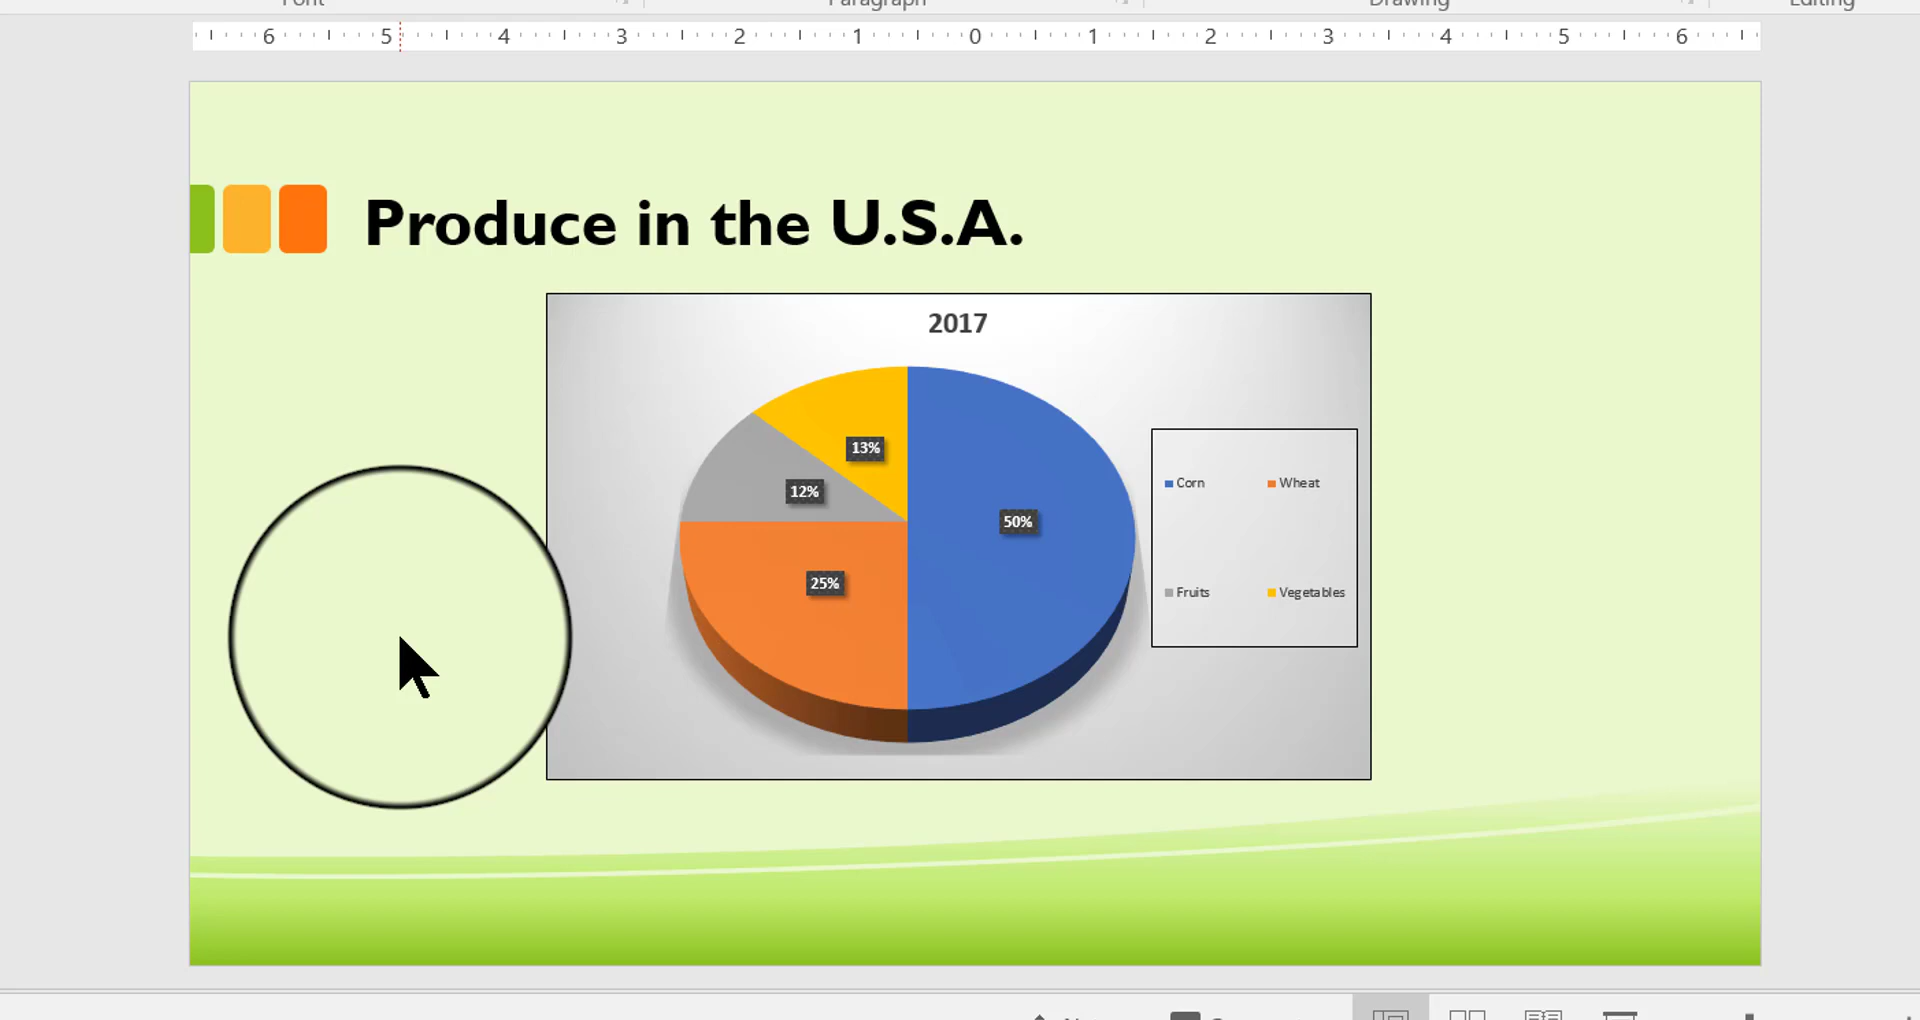 Font Paragraph Drawing Editing
6 5 4 3 2 1 0 1 2 3 4 5 6
Produce in the U.S.A.
2017
13%
12%
50%
25%
Corn Wheat
Fruits Vegetables